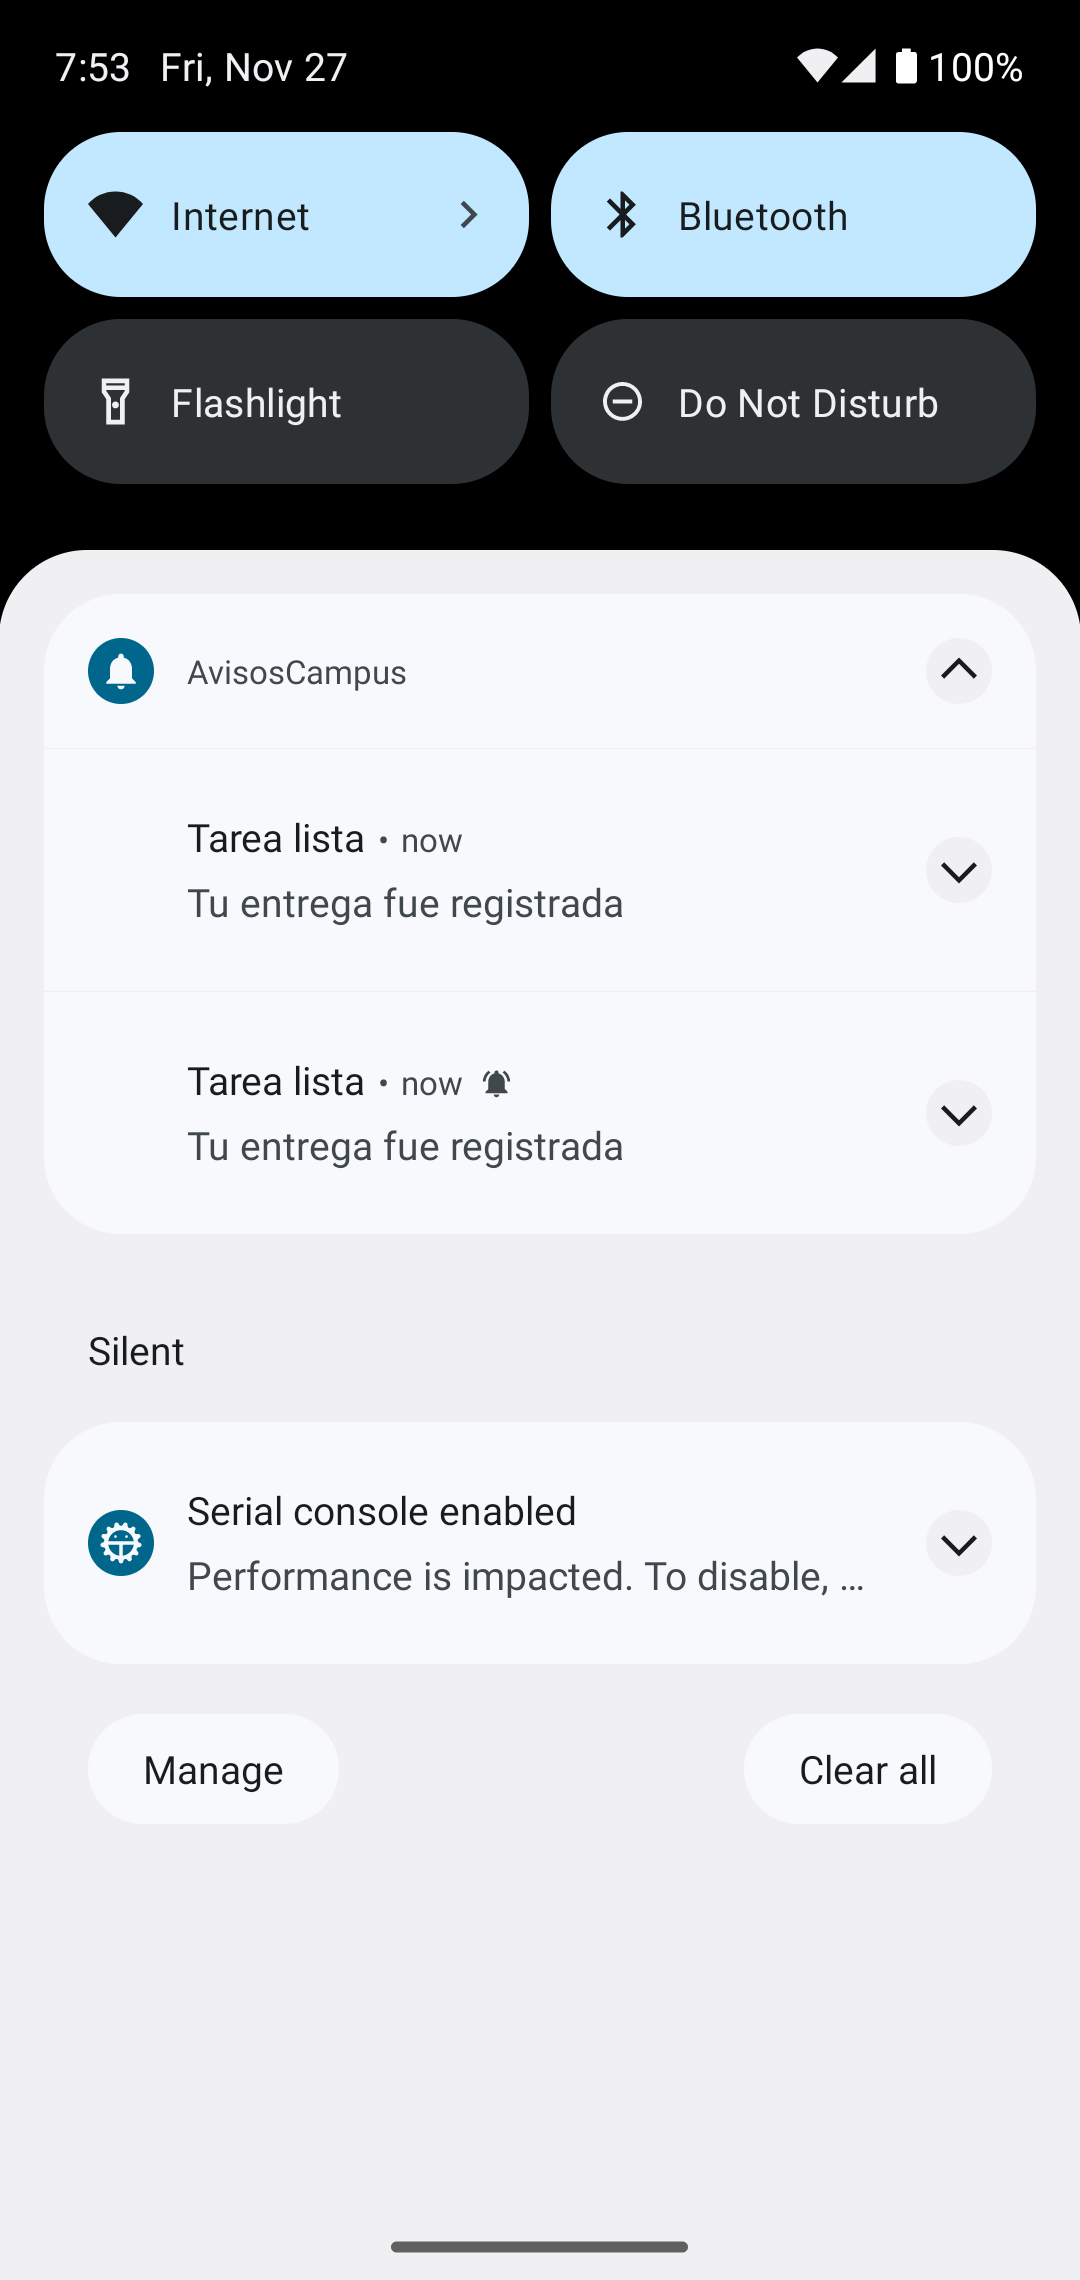 7:53 Fri, Nov 27 100%
Internet
Bluetooth
Flashlight
Do Not Disturb
AvisosCampus
Tarea lista • now
Tu entrega fue registrada
Tarea lista • now
Tu entrega fue registrada
Silent
Serial console enabled
Performance is impacted. To disable, …
Manage
Clear all